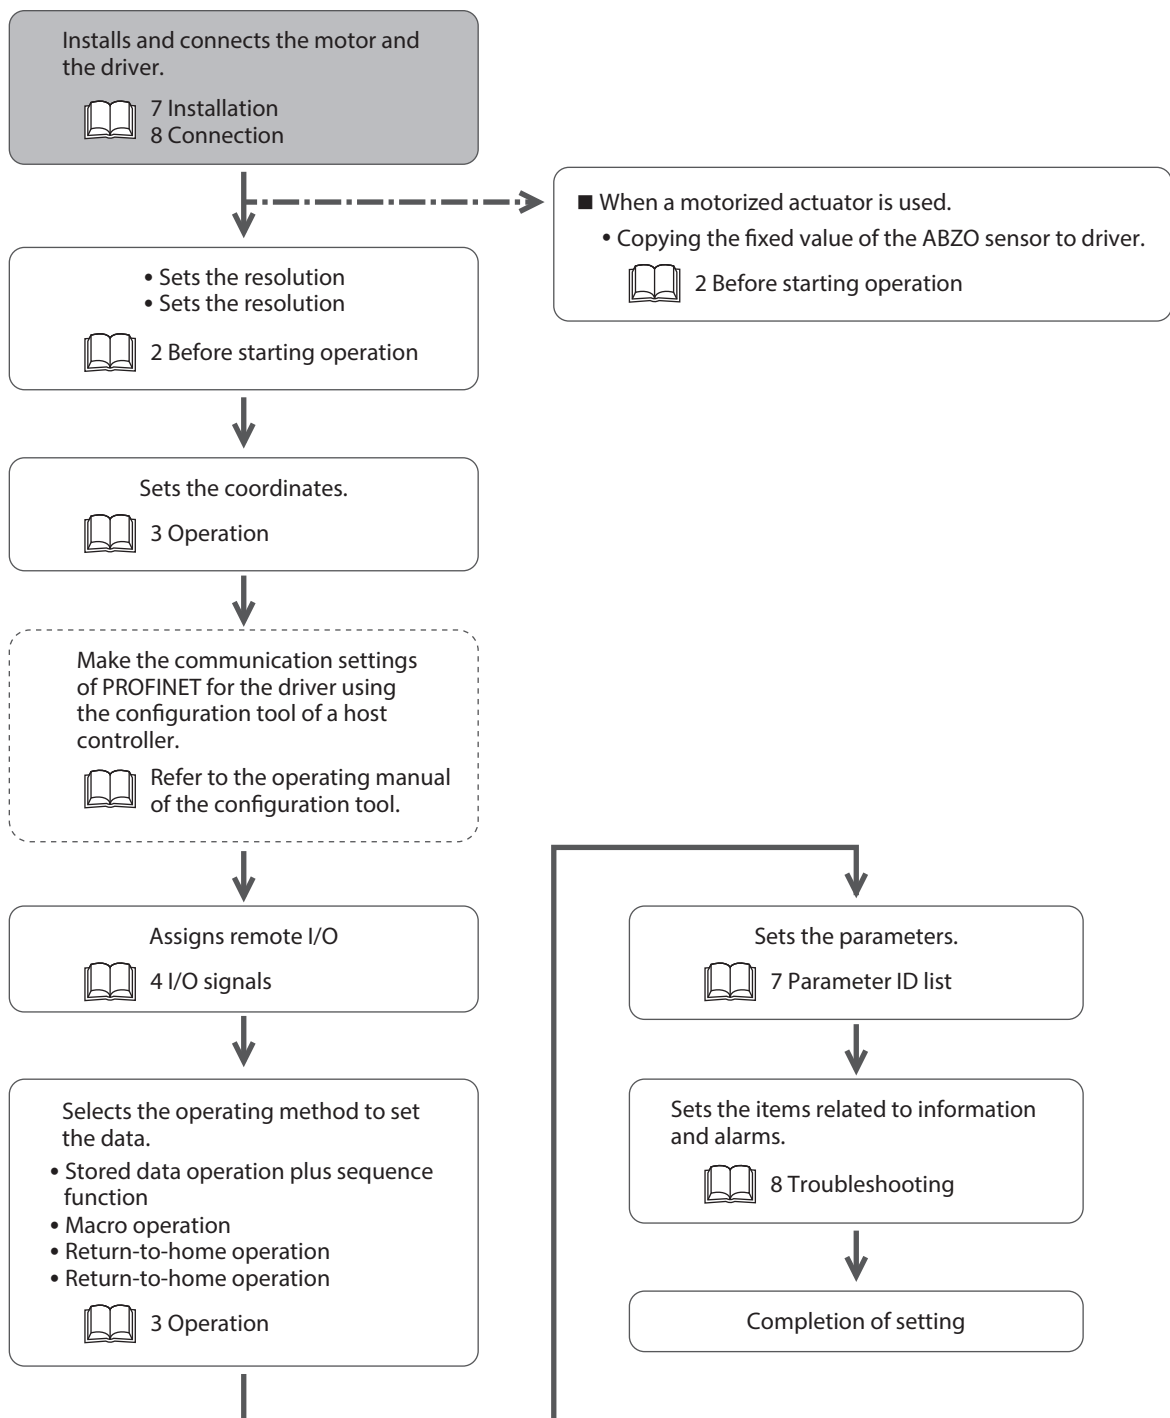 Installs and connects the motor and
the driver.
7 Installation
8 Connection
■ When a motorized actuator is used.
• Copying the fixed value of the ABZO sensor to driver.
2 Before starting operation
• Sets the resolution
• Sets the resolution
2 Before starting operation
Sets the coordinates.
3 Operation
Make the communication settings
of PROFINET for the driver using
the configuration tool of a host
controller.
Refer to the operating manual
of the configuration tool.
Assigns remote I/O
4 I/O signals
Selects the operating method to set
the data.
• Stored data operation plus sequence
function
• Macro operation
• Return-to-home operation
• Return-to-home operation
3 Operation
Sets the parameters.
7 Parameter ID list
Sets the items related to information
and alarms.
8 Troubleshooting
Completion of setting